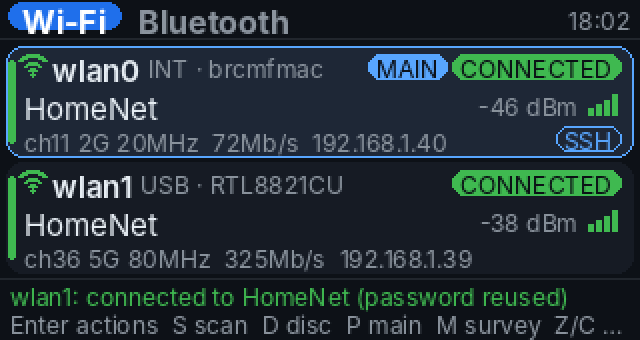 Wi-Fi Bluetooth 18:02
wlan0 INT · brcmfmac MAIN CONNECTED
HomeNet -46 dBm
ch11 2G 20MHz 72Mb/s 192.168.1.40 SSH
wlan1 USB · RTL8821CU CONNECTED
HomeNet -38 dBm
ch36 5G 80MHz 325Mb/s 192.168.1.39
wlan1: connected to HomeNet (password reused)
Enter actions S scan D disc P main M survey Z/C ...